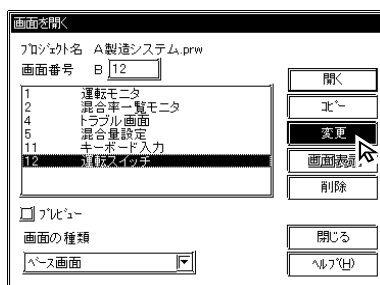 画面を開く
プロジェクト名 A製造システム.prw
画面番号 B 12
1 運転モニタ
2 混合率一覧モニタ
4 トラブル画面
5 混合量設定
11 キーボード入力
12 運転スイッチ
プレビュー
画面の種類
ベース画面
開く
コピー
変更
画面表示
削除
閉じる
ヘルプ(H)